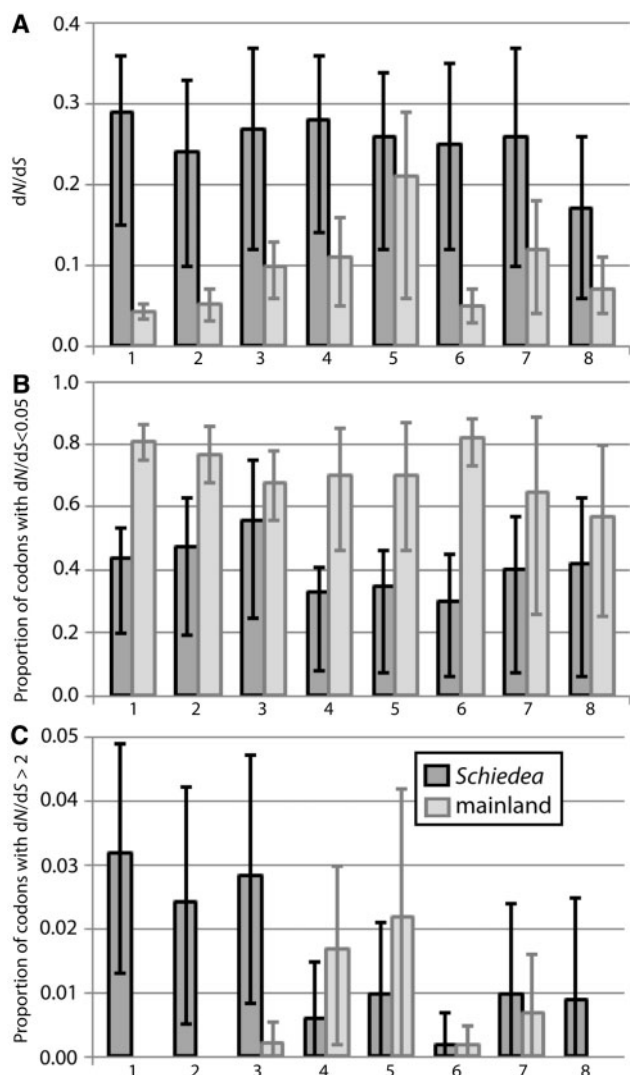 A
dN/dS
0.4
0.3
0.2
0.1
0.0
1 2 3 4 5 6 7 8
B
Proportion of codons with dN/dS<0.05
1.0
0.8
0.6
0.4
0.2
0.0
1 2 3 4 5 6 7 8
C
Proportion of codons with dN/dS > 2
0.05
0.04
0.03
0.02
0.01
0.00
Schiedea
mainland
1 2 3 4 5 6 7 8